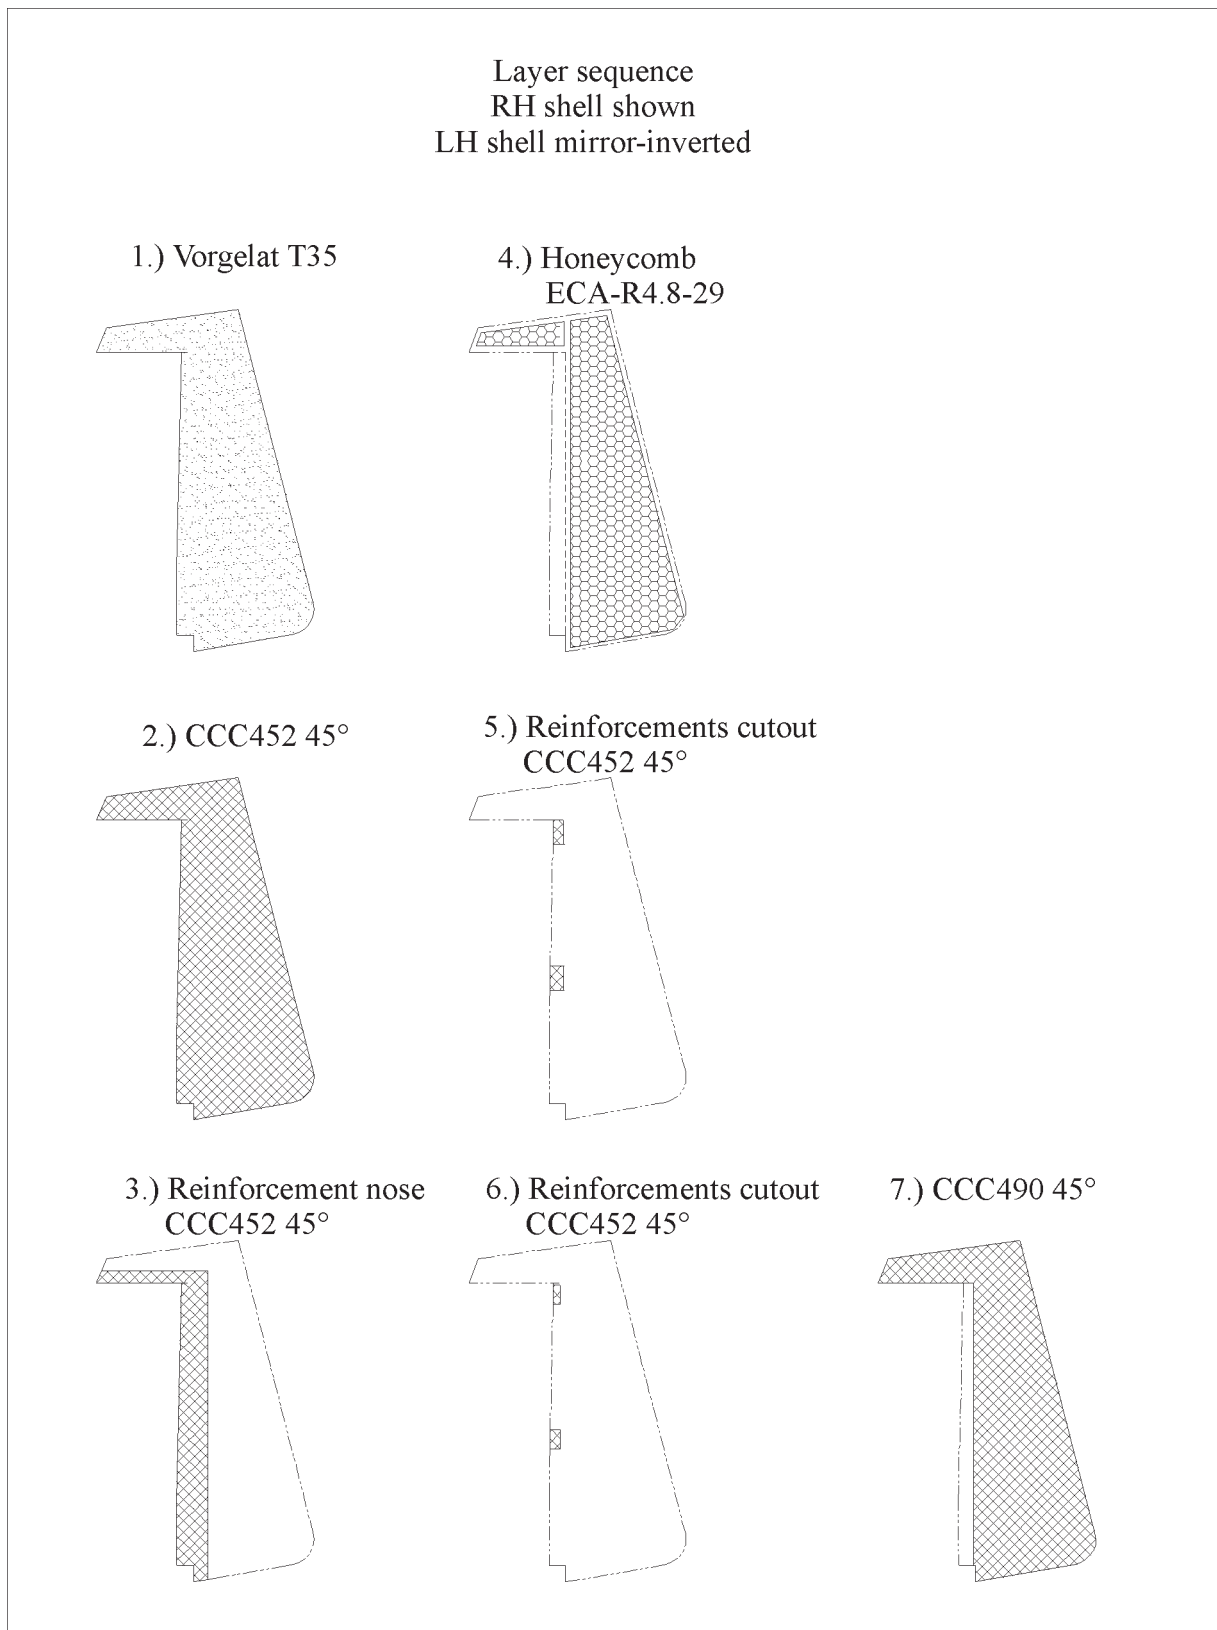 Layer sequence
RH shell shown
LH shell mirror-inverted
1.) Vorgelat T35
4.) Honeycomb
ECA-R4.8-29
2.) CCC452 45°
5.) Reinforcements cutout
CCC452 45°
3.) Reinforcement nose
CCC452 45°
6.) Reinforcements cutout
CCC452 45°
7.) CCC490 45°